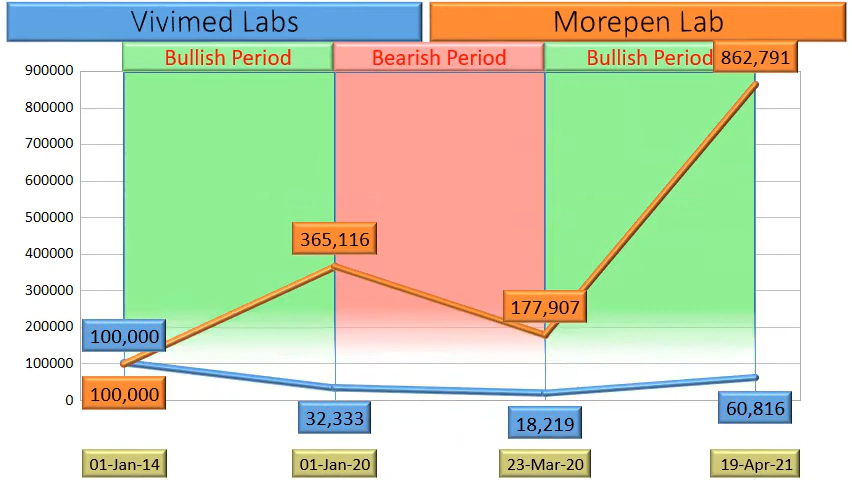 Vivimed Labs
Morepen Lab
Bullish Period
Bearish Period
Bullish Period
862,791
900000
800000
700000
600000
500000
400000
300000
200000
100000
0
365,116
177,907
100,000
100,000
32,333
18,219
60,816
01-Jan-14
01-Jan-20
23-Mar-20
19-Apr-21